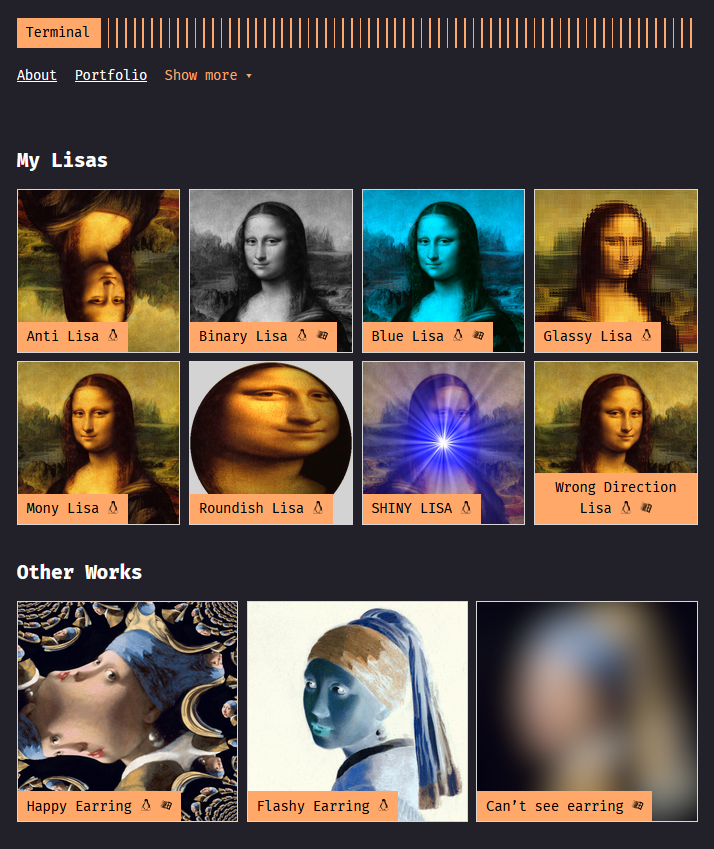 Terminal
About Portfolio Show more ▾
My Lisas
Anti Lisa
Binary Lisa
Blue Lisa
Glassy Lisa
Mony Lisa
Roundish Lisa
SHINY LISA
Wrong Direction
Lisa
Other Works
Happy Earring
Flashy Earring
Can’t see earring